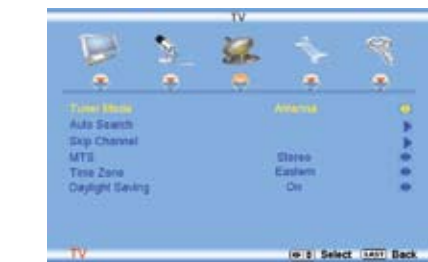 TV
Tuner Mode Antenna
Auto Search
Skip Channel
MTS Stereo
Time Zone Eastern
Daylight Saving On
TV Select LAST Back